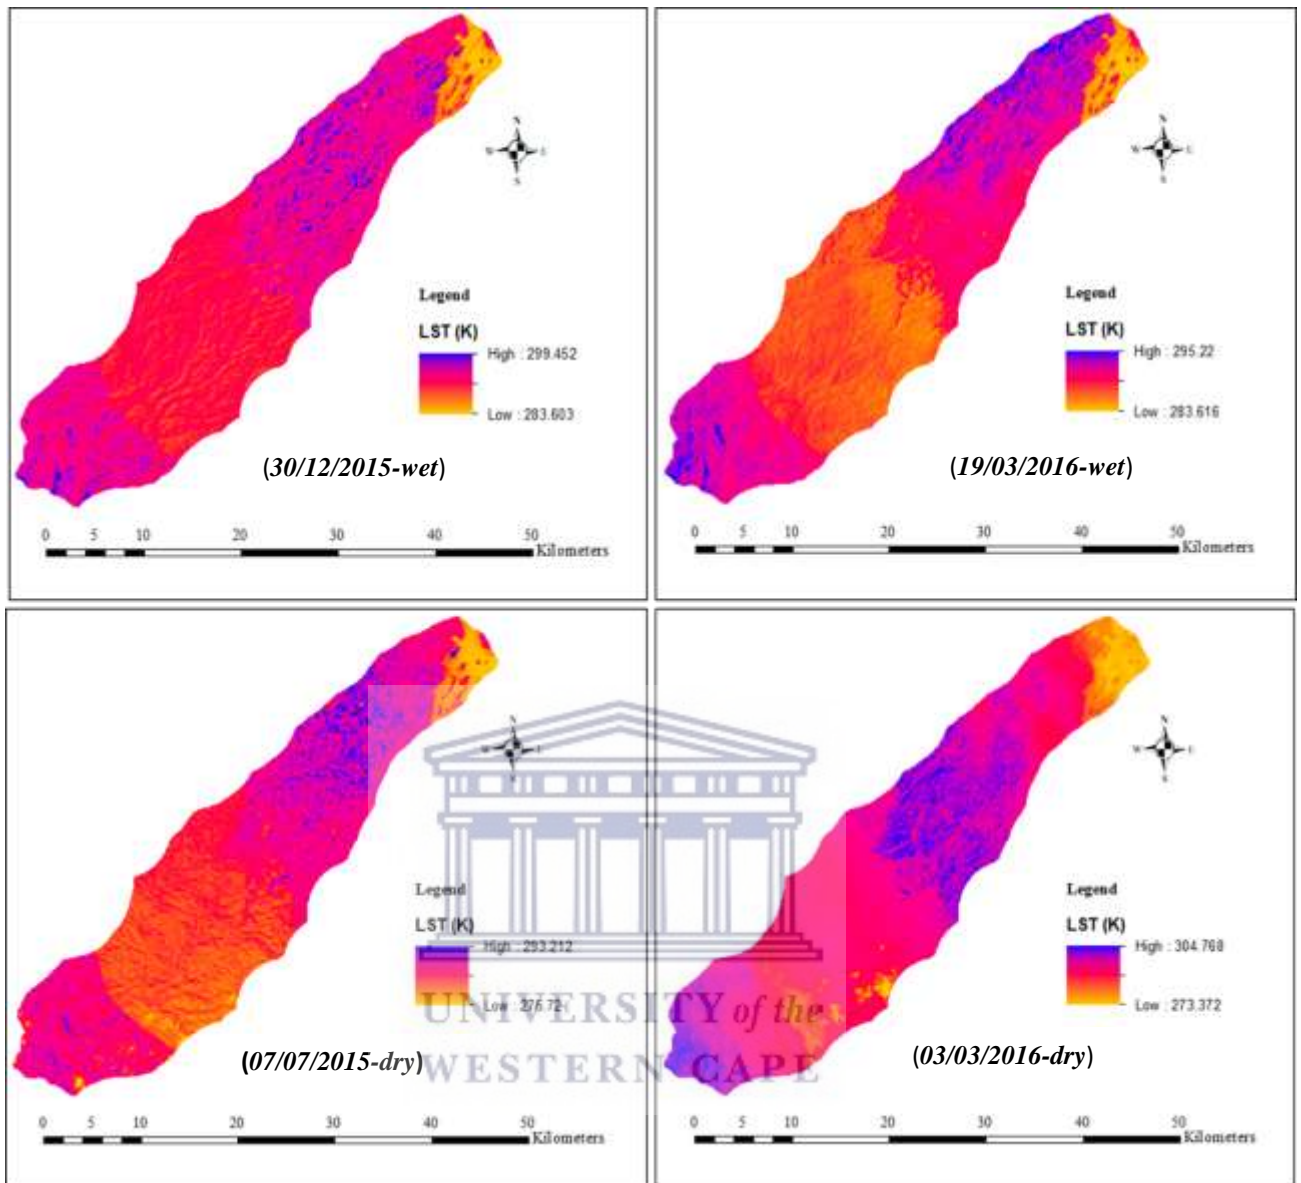 N
W E
S
Legend
LST (K)
High : 299.452
Low : 283.603
(30/12/2015-wet)
0 5 10 20 30 40 50
Kilometers
N
W E
S
Legend
LST (K)
High : 295.22
Low : 283.616
(19/03/2016-wet)
0 5 10 20 30 40 50
Kilometers
N
W E
S
Legend
LST (K)
High : 293.212
Low : 276.72
(07/07/2015-dry)
0 10 20 30 40 50
5
Kilometers
N
W E
S
Legend
LST (K)
High : 304.768
Low : 273.372
(03/03/2016-dry)
0 5 10 20 30 40 50
Kilometers
UNIVERSITY of the
WESTERN CAPE